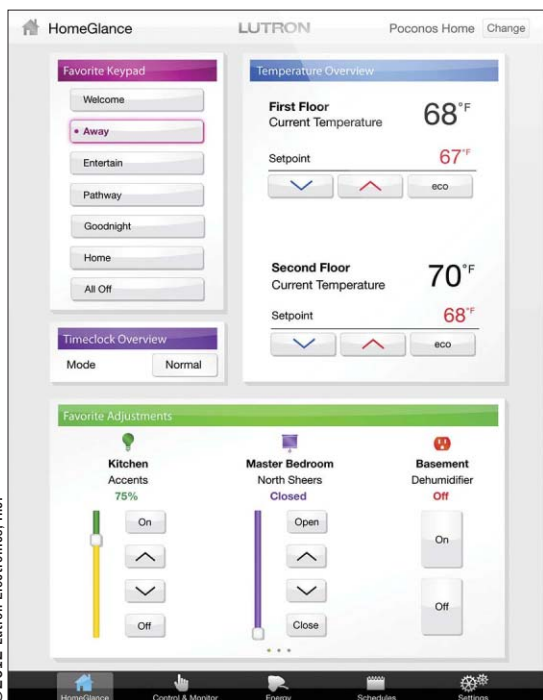 HomeGlance LUTRON Poconos Home Change
Favorite Keypad
Welcome
• Away
Entertain
Pathway
Goodnight
Home
All Off
Timeclock Overview
Mode Normal
Temperature Overview
First Floor
Current Temperature
68°F
Setpoint 67°F
eco
Second Floor
Current Temperature
70°F
Setpoint 68°F
eco
Favorite Adjustments
Kitchen
Accents
75%
On
Off
Master Bedroom
North Sheers
Closed
Open
Close
Basement
Dehumidifier
Off
On
Off
HomeGlance Control & Monitor Energy Schedules Settings
©2012 Lutron Electronics, Inc.